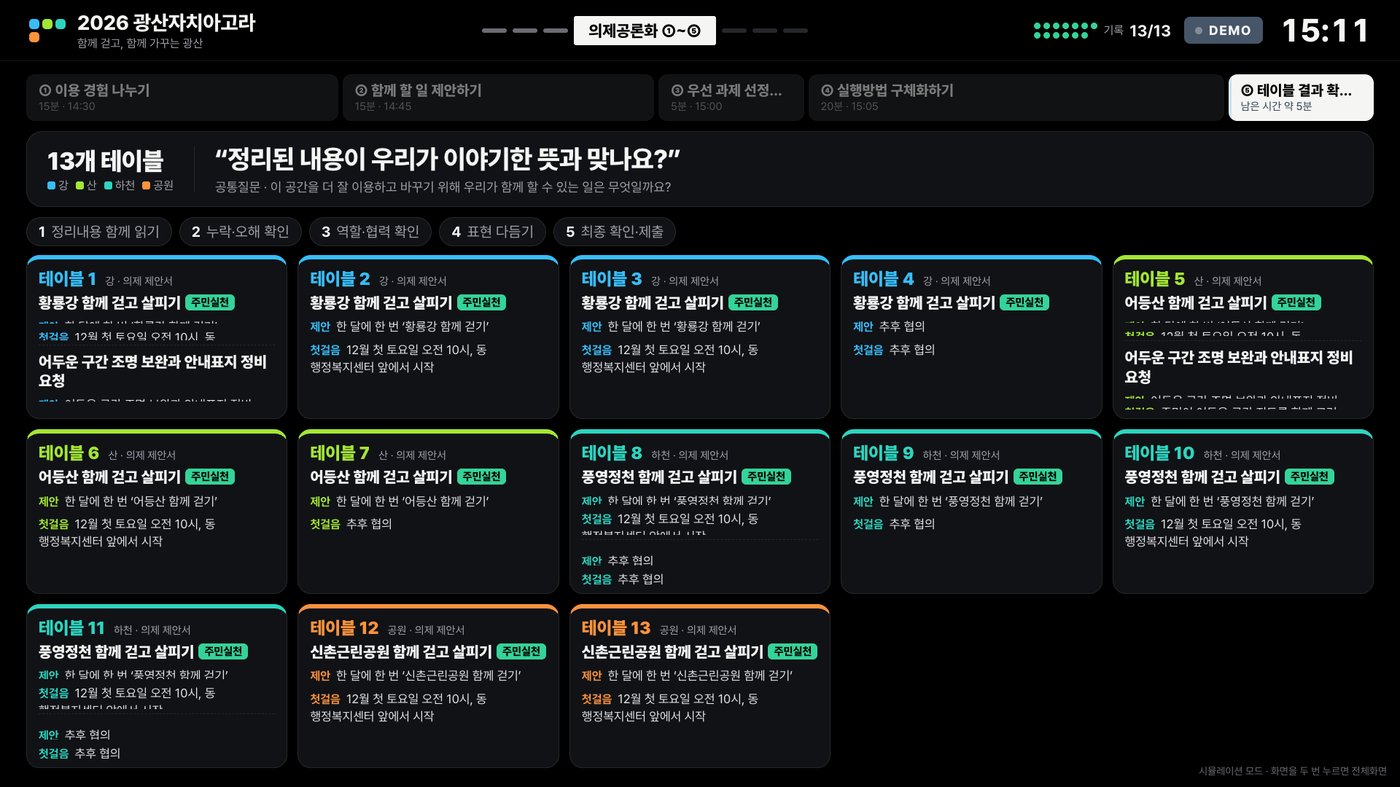 2026 광산자치아고라
함께 걷고, 함께 가꾸는 광산
의제공론화 ①~⑤
기록 13/13
DEMO
15:11
① 이용 경험 나누기
15분 · 14:30
② 함께 할 일 제안하기
15분 · 14:45
③ 우선 과제 선정…
5분 · 15:00
④ 실행방법 구체화하기
20분 · 15:05
⑤ 테이블 결과 확…
남은 시간 약 5분
13개 테이블
강 산 하천 공원
“정리된 내용이 우리가 이야기한 뜻과 맞나요?”
공통질문 · 이 공간을 더 잘 이용하고 바꾸기 위해 우리가 함께 할 수 있는 일은 무엇일까요?
1 정리내용 함께 읽기
2 누락·오해 확인
3 역할·협력 확인
4 표현 다듬기
5 최종 확인·제출
테이블 1 강 · 의제 제안서
황룡강 함께 걷고 살피기 주민실천
첫걸음 12월 첫 토요일 오전 10시, 동
어두운 구간 조명 보완과 안내표지 정비
요청
테이블 2 강 · 의제 제안서
황룡강 함께 걷고 살피기 주민실천
제안 한 달에 한 번 ‘황룡강 함께 걷기’
첫걸음 12월 첫 토요일 오전 10시, 동
행정복지센터 앞에서 시작
테이블 3 강 · 의제 제안서
황룡강 함께 걷고 살피기 주민실천
제안 한 달에 한 번 ‘황룡강 함께 걷기’
첫걸음 12월 첫 토요일 오전 10시, 동
행정복지센터 앞에서 시작
테이블 4 강 · 의제 제안서
황룡강 함께 걷고 살피기 주민실천
제안 추후 협의
첫걸음 추후 협의
테이블 5 산 · 의제 제안서
어등산 함께 걷고 살피기 주민실천
어두운 구간 조명 보완과 안내표지 정비
요청
테이블 6 산 · 의제 제안서
어등산 함께 걷고 살피기 주민실천
제안 한 달에 한 번 ‘어등산 함께 걷기’
첫걸음 12월 첫 토요일 오전 10시, 동
행정복지센터 앞에서 시작
테이블 7 산 · 의제 제안서
어등산 함께 걷고 살피기 주민실천
제안 한 달에 한 번 ‘어등산 함께 걷기’
첫걸음 추후 협의
테이블 8 하천 · 의제 제안서
풍영정천 함께 걷고 살피기 주민실천
제안 한 달에 한 번 ‘풍영정천 함께 걷기’
첫걸음 12월 첫 토요일 오전 10시, 동
제안 추후 협의
첫걸음 추후 협의
테이블 9 하천 · 의제 제안서
풍영정천 함께 걷고 살피기 주민실천
제안 한 달에 한 번 ‘풍영정천 함께 걷기’
첫걸음 추후 협의
테이블 10 하천 · 의제 제안서
풍영정천 함께 걷고 살피기 주민실천
제안 한 달에 한 번 ‘풍영정천 함께 걷기’
첫걸음 12월 첫 토요일 오전 10시, 동
행정복지센터 앞에서 시작
테이블 11 하천 · 의제 제안서
풍영정천 함께 걷고 살피기 주민실천
제안 한 달에 한 번 ‘풍영정천 함께 걷기’
첫걸음 12월 첫 토요일 오전 10시, 동
제안 추후 협의
첫걸음 추후 협의
테이블 12 공원 · 의제 제안서
신촌근린공원 함께 걷고 살피기 주민실천
제안 한 달에 한 번 ‘신촌근린공원 함께 걷기’
첫걸음 12월 첫 토요일 오전 10시, 동
행정복지센터 앞에서 시작
테이블 13 공원 · 의제 제안서
신촌근린공원 함께 걷고 살피기 주민실천
제안 한 달에 한 번 ‘신촌근린공원 함께 걷기’
첫걸음 12월 첫 토요일 오전 10시, 동
행정복지센터 앞에서 시작
시뮬레이션 모드 · 화면을 두 번 누르면 전체화면